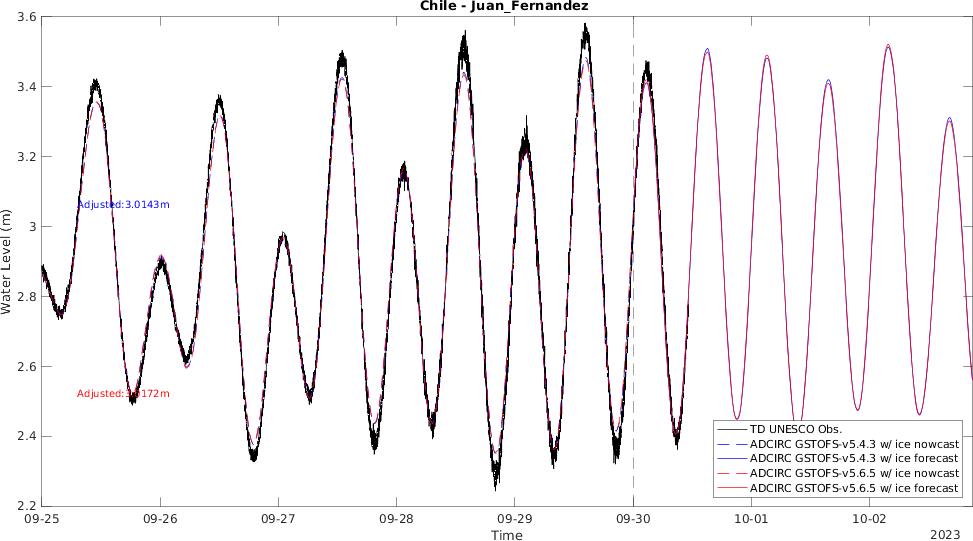 Chile - Juan_Fernandez
3.6
3.4
3.2
3
2.8
2.6
2.4
2.2
Water Level (m)
Adjusted:3.0143m
Adjusted:3.0172m
TD UNESCO Obs.
ADCIRC GSTOFS-v5.4.3 w/ ice nowcast
ADCIRC GSTOFS-v5.4.3 w/ ice forecast
ADCIRC GSTOFS-v5.6.5 w/ ice nowcast
ADCIRC GSTOFS-v5.6.5 w/ ice forecast
09-25 09-26 09-27 09-28 09-29 09-30 10-01 10-02
Time
2023